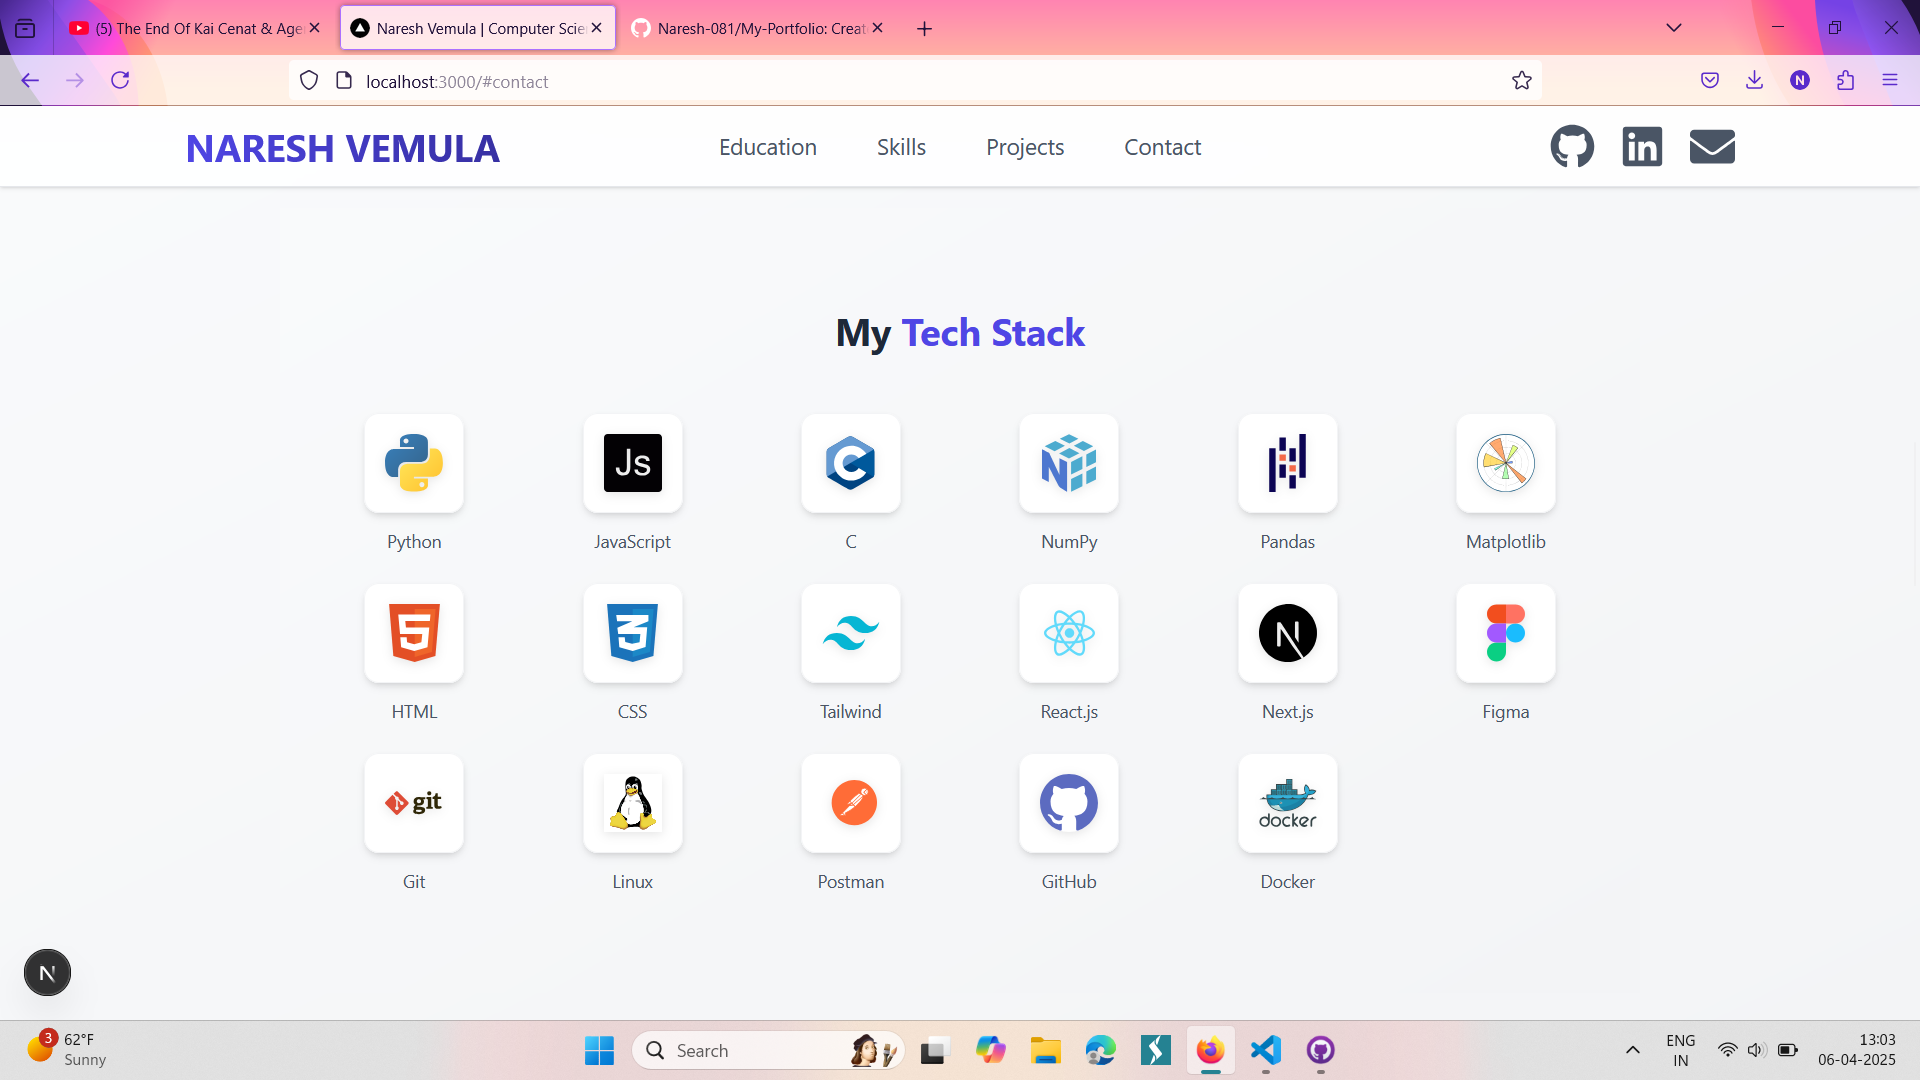 (5) The End Of Kai Cenat & Age
Naresh Vemula | Computer Scie
Naresh-081/My-Portfolio: Creat
localhost:3000/#contact
N
NARESH VEMULA
Education
Skills
Projects
Contact
in
My Tech Stack
Js
C
N
Python
JavaScript
C
NumPy
Pandas
Matplotlib
5
3
N
HTML
CSS
Tailwind
React.js
Next.js
Figma
git
docker
Git
Linux
Postman
GitHub
Docker
N
3
62°F
Sunny
Search
ENG
IN
13:03
06-04-2025